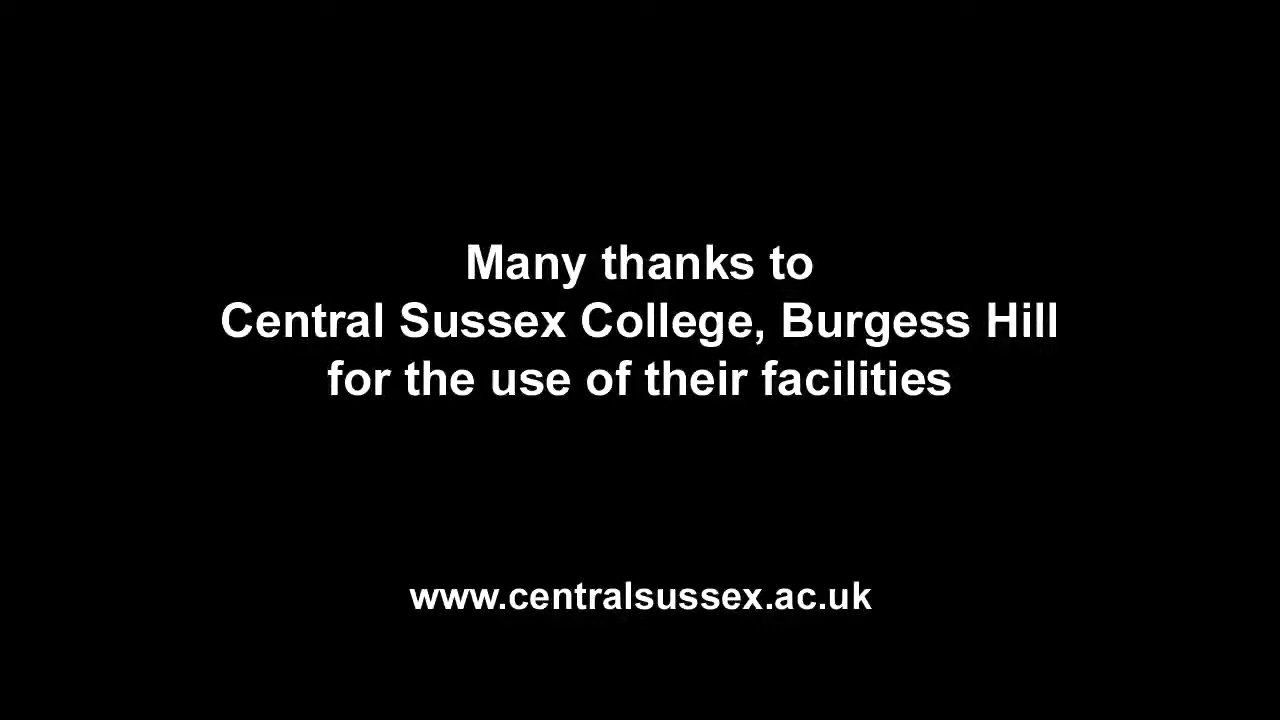 Many thanks to
Central Sussex College, Burgess Hill
for the use of their facilities
www.centralsussex.ac.uk